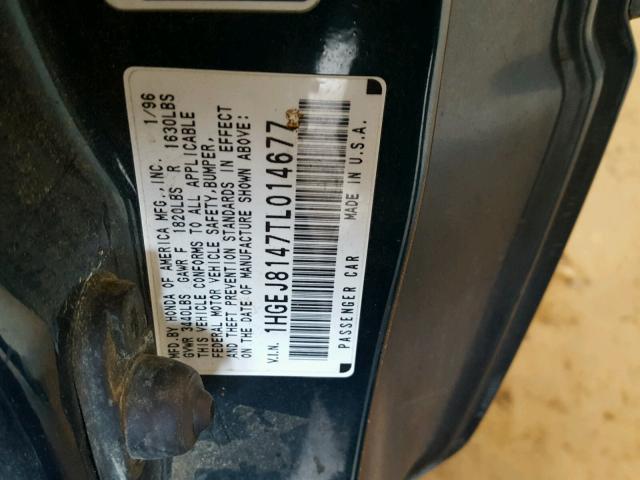 MFD.BY HONDA OF AMERICA MFG.,INC. 1/96
GVWR 3440LBS GAWR F 1820LBS R 1630LBS
THIS VEHICLE CONFORMS TO ALL APPLICABLE
FEDERAL MOTOR VEHICLE SAFETY,BUMPER,
AND THEFT PREVENTION STANDARDS IN EFFECT
ON THE DATE OF MANUFACTURE SHOWN ABOVE:
V.I.N. 1HGEJ8147TL014677
PASSENGER CAR MADE IN U.S.A.